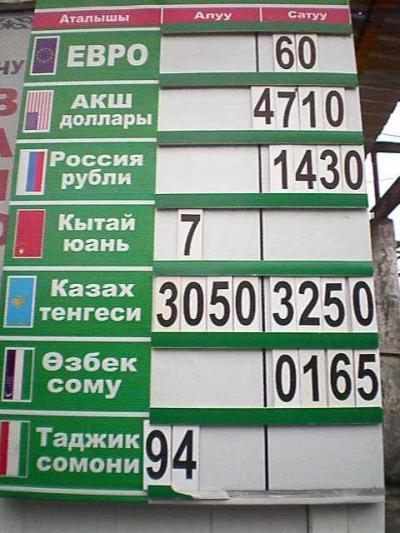 Аталышы Алуу Сатуу
ЕВРО 60
АКШ
доллары 4710
Россия
рубли 1430
Кытай
юань 7
Казах
тенгеси 3050 3250
Өзбек
сому 0165
Таджик
сомони 94